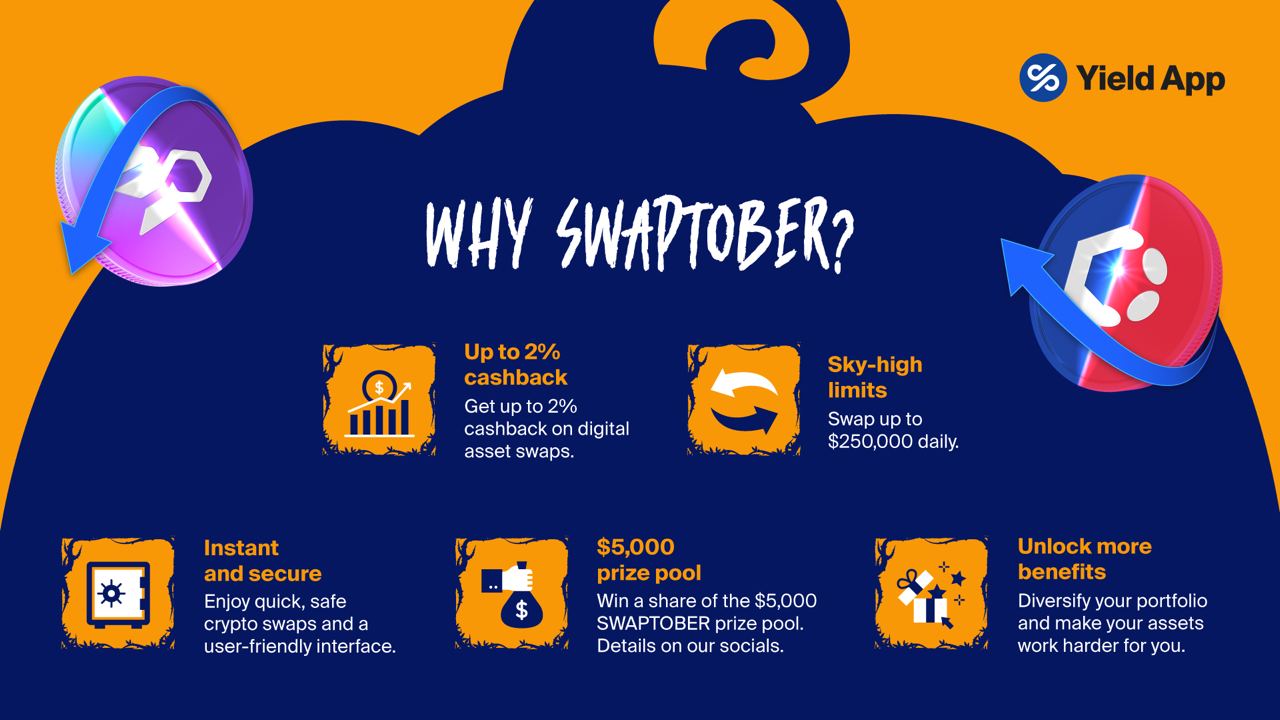 Yield App
WHY SWAPTOBER?
Up to 2%
cashback
Get up to 2%
cashback on digital
asset swaps.
Sky-high
limits
Swap up to
$250,000 daily.
Instant
and secure
Enjoy quick, safe
crypto swaps and a
user-friendly interface.
$5,000
prize pool
Win a share of the $5,000
SWAPTOBER prize pool.
Details on our socials.
Unlock more
benefits
Diversify your portfolio
and make your assets
work harder for you.